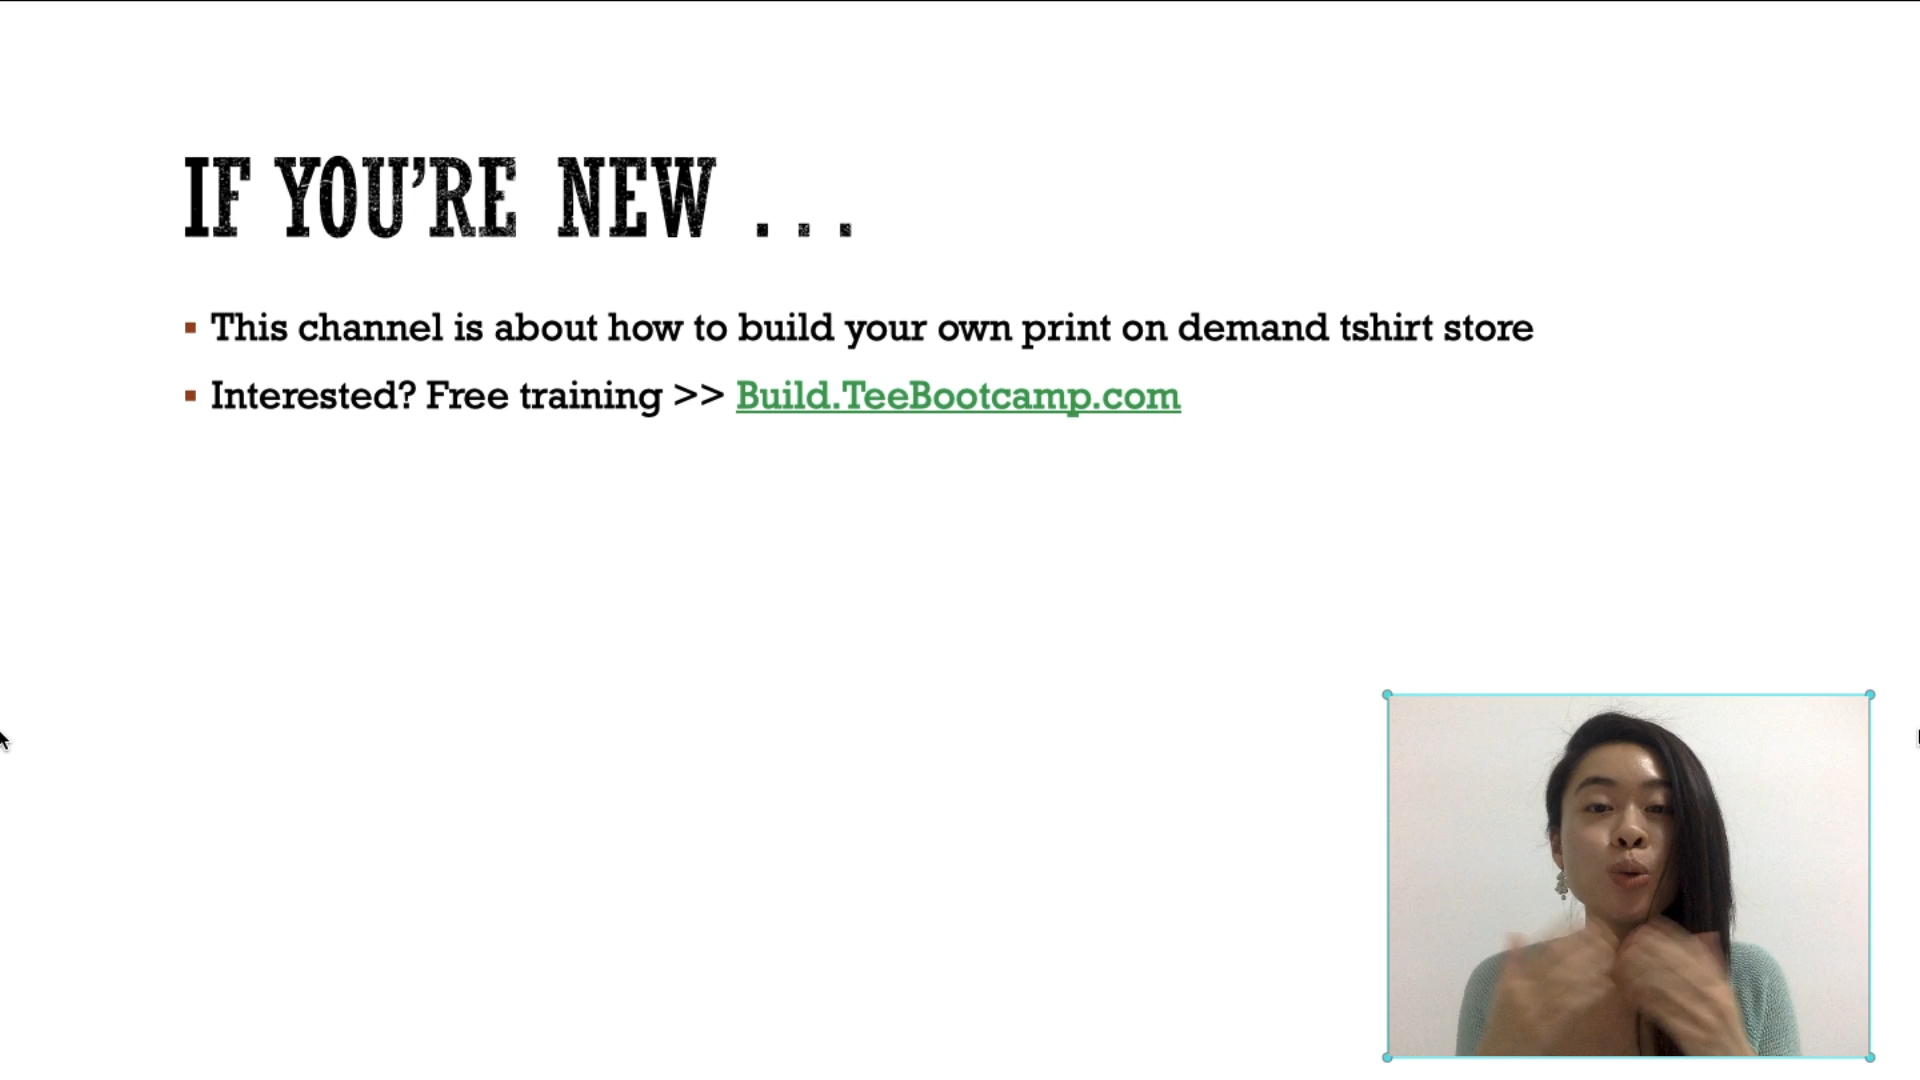 IF YOU'RE NEW . . .
This channel is about how to build your own print on demand tshirt store
Interested? Free training >> Build.TeeBootcamp.com